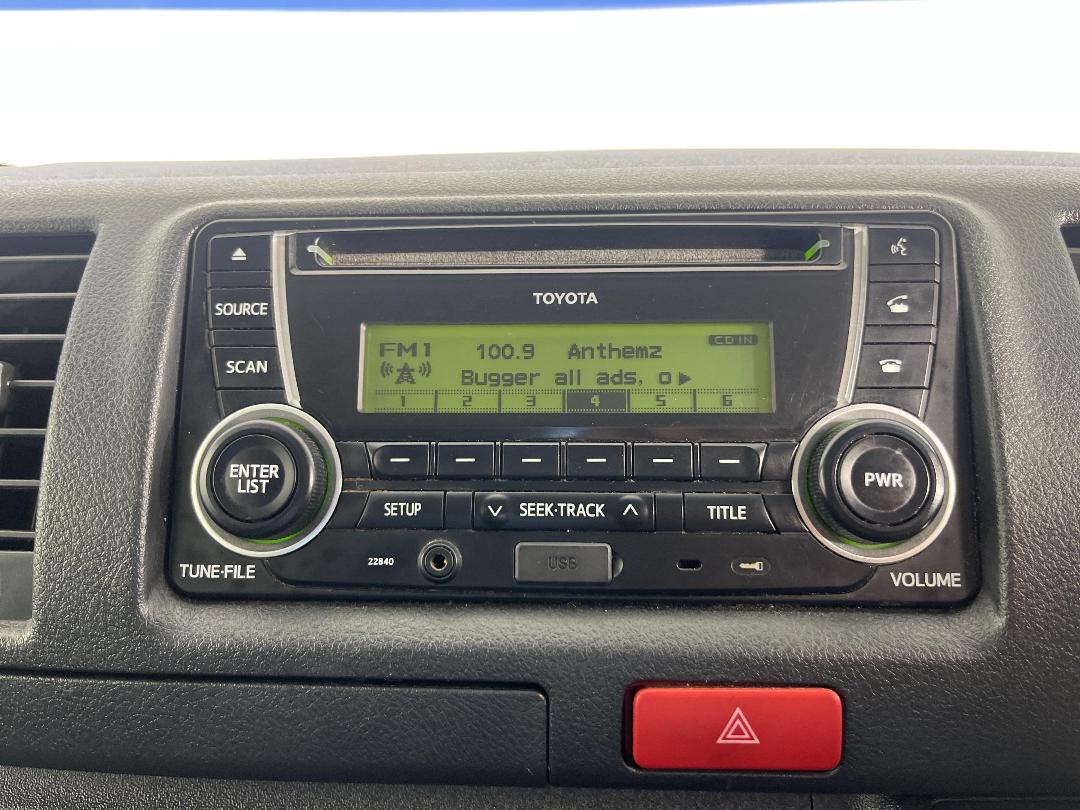 TOYOTA
SOURCE
SCAN
FM1 100.9 Anthemz CD IN
Bugger all ads, o
1 2 3 4 5 6
ENTER
LIST
PWR
SETUP SEEK·TRACK TITLE
22840 USB
TUNE·FILE
VOLUME